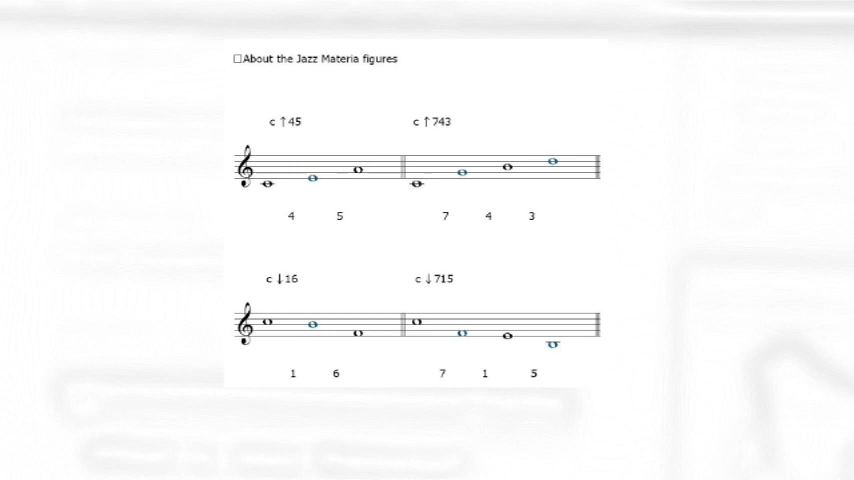 □About the Jazz Materia figures
c ↑45 c ↑743
4 5 7 4 3
c ↓16 c ↓715
1 6 7 1 5